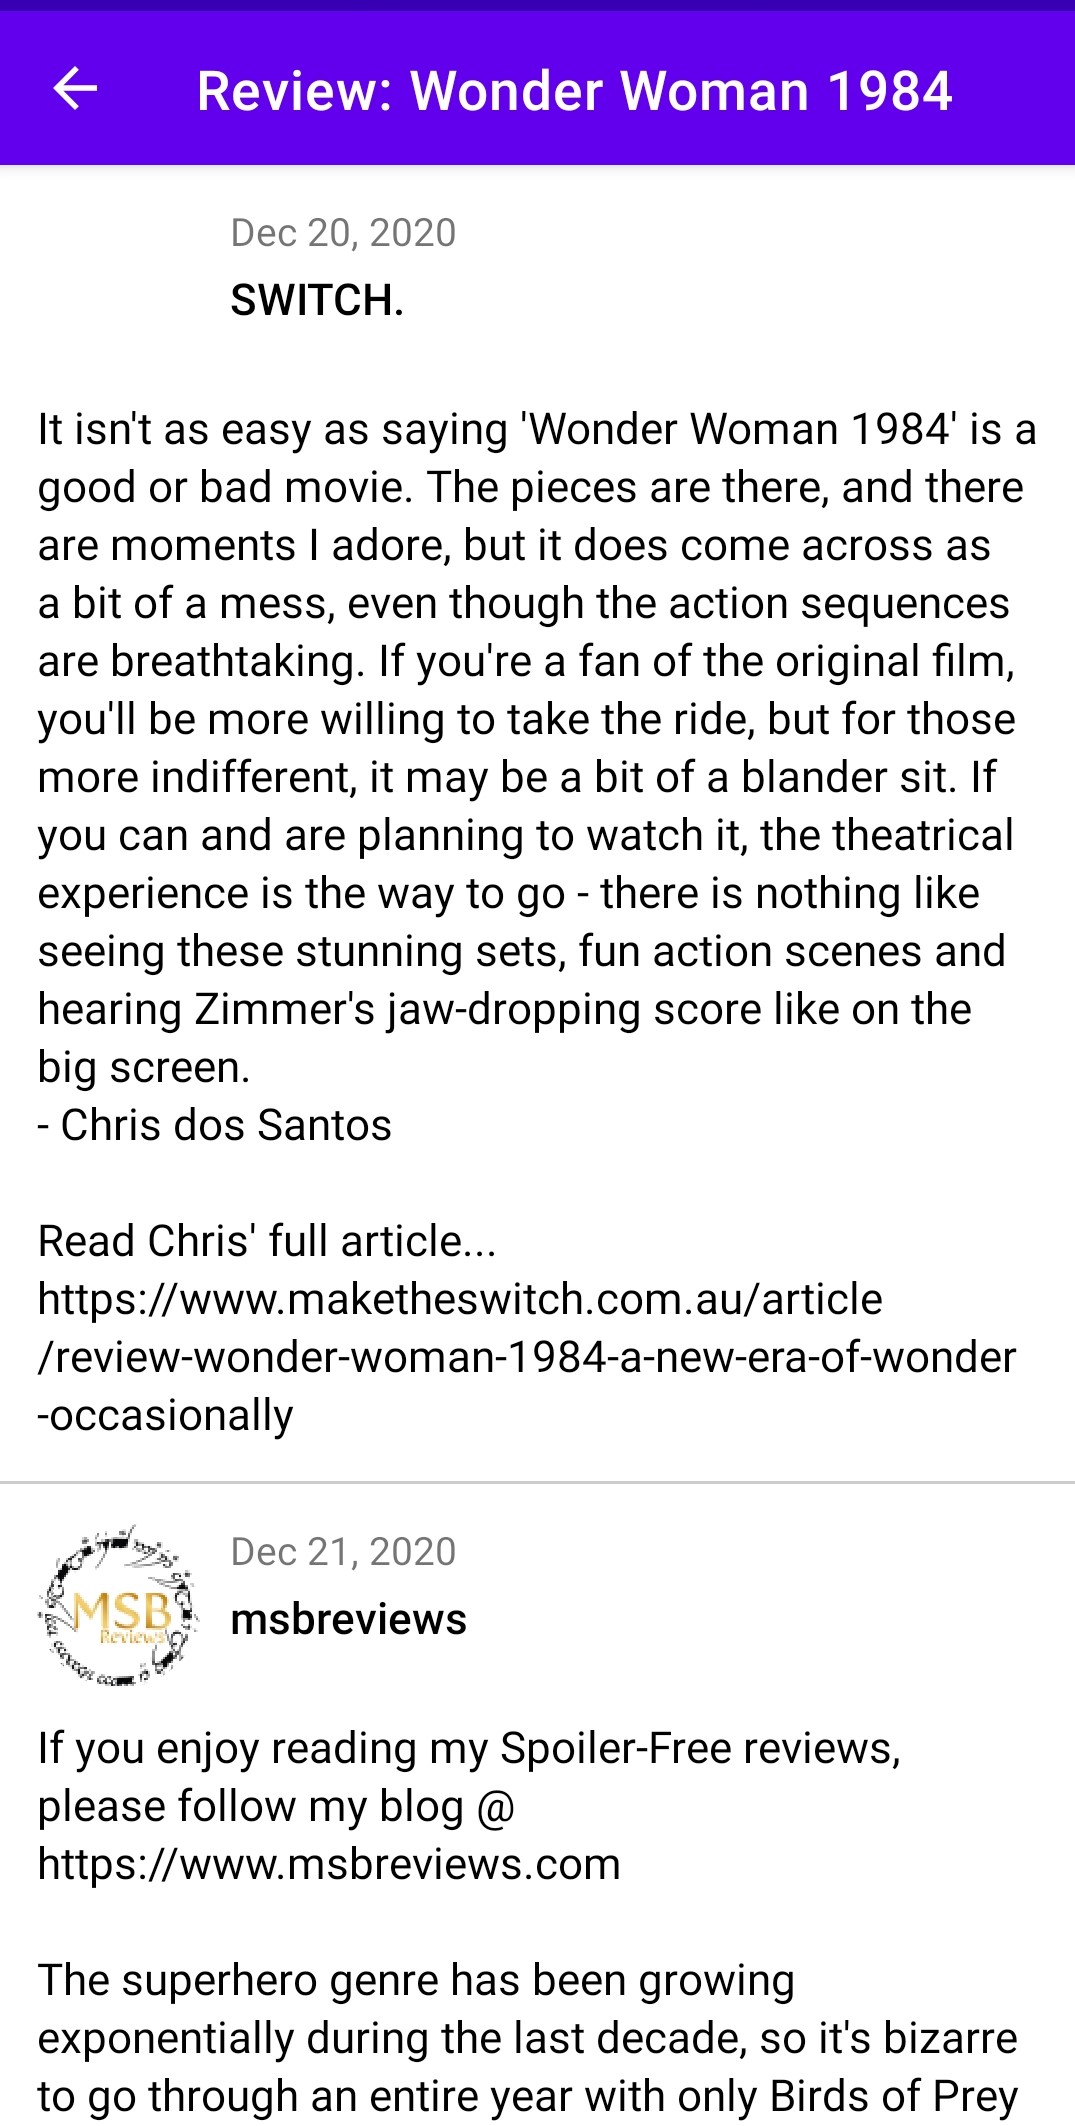 Review: Wonder Woman 1984
Dec 20, 2020
SWITCH.
It isn't as easy as saying 'Wonder Woman 1984' is a
good or bad movie. The pieces are there, and there
are moments I adore, but it does come across as
a bit of a mess, even though the action sequences
are breathtaking. If you're a fan of the original film,
you'll be more willing to take the ride, but for those
more indifferent, it may be a bit of a blander sit. If
you can and are planning to watch it, the theatrical
experience is the way to go - there is nothing like
seeing these stunning sets, fun action scenes and
hearing Zimmer's jaw-dropping score like on the
big screen.
- Chris dos Santos
Read Chris' full article...
https://www.maketheswitch.com.au/article
/review-wonder-woman-1984-a-new-era-of-wonder
-occasionally
MSB
Reviews
Dec 21, 2020
msbreviews
If you enjoy reading my Spoiler-Free reviews,
please follow my blog @
https://www.msbreviews.com
The superhero genre has been growing
exponentially during the last decade, so it's bizarre
to go through an entire year with only Birds of Prey